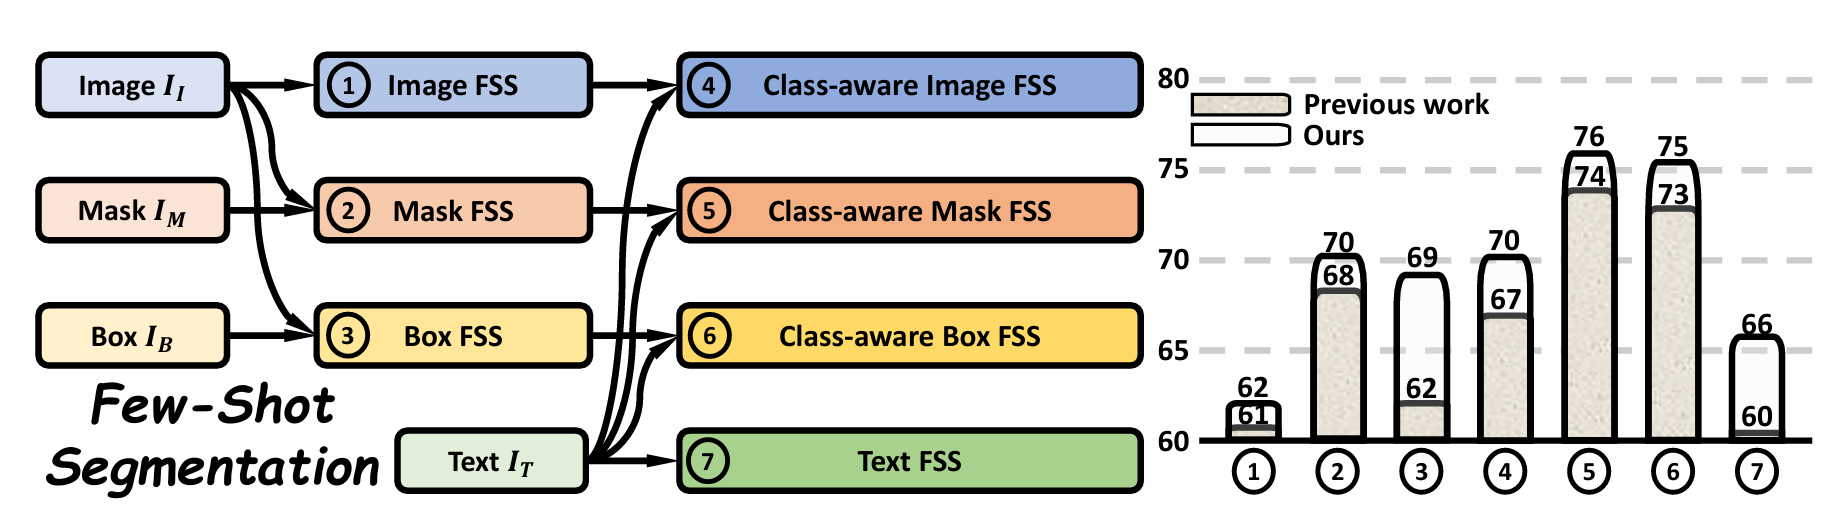 Image I_I
① Image FSS
④ Class-aware Image FSS
Mask I_M
② Mask FSS
⑤ Class-aware Mask FSS
Box I_B
③ Box FSS
⑥ Class-aware Box FSS
Few-Shot
Segmentation
Text I_T
⑦ Text FSS
80
75
70
65
60
Previous work
Ours
62
61
70
68
69
62
70
67
76
74
75
73
66
60
① ② ③ ④ ⑤ ⑥ ⑦